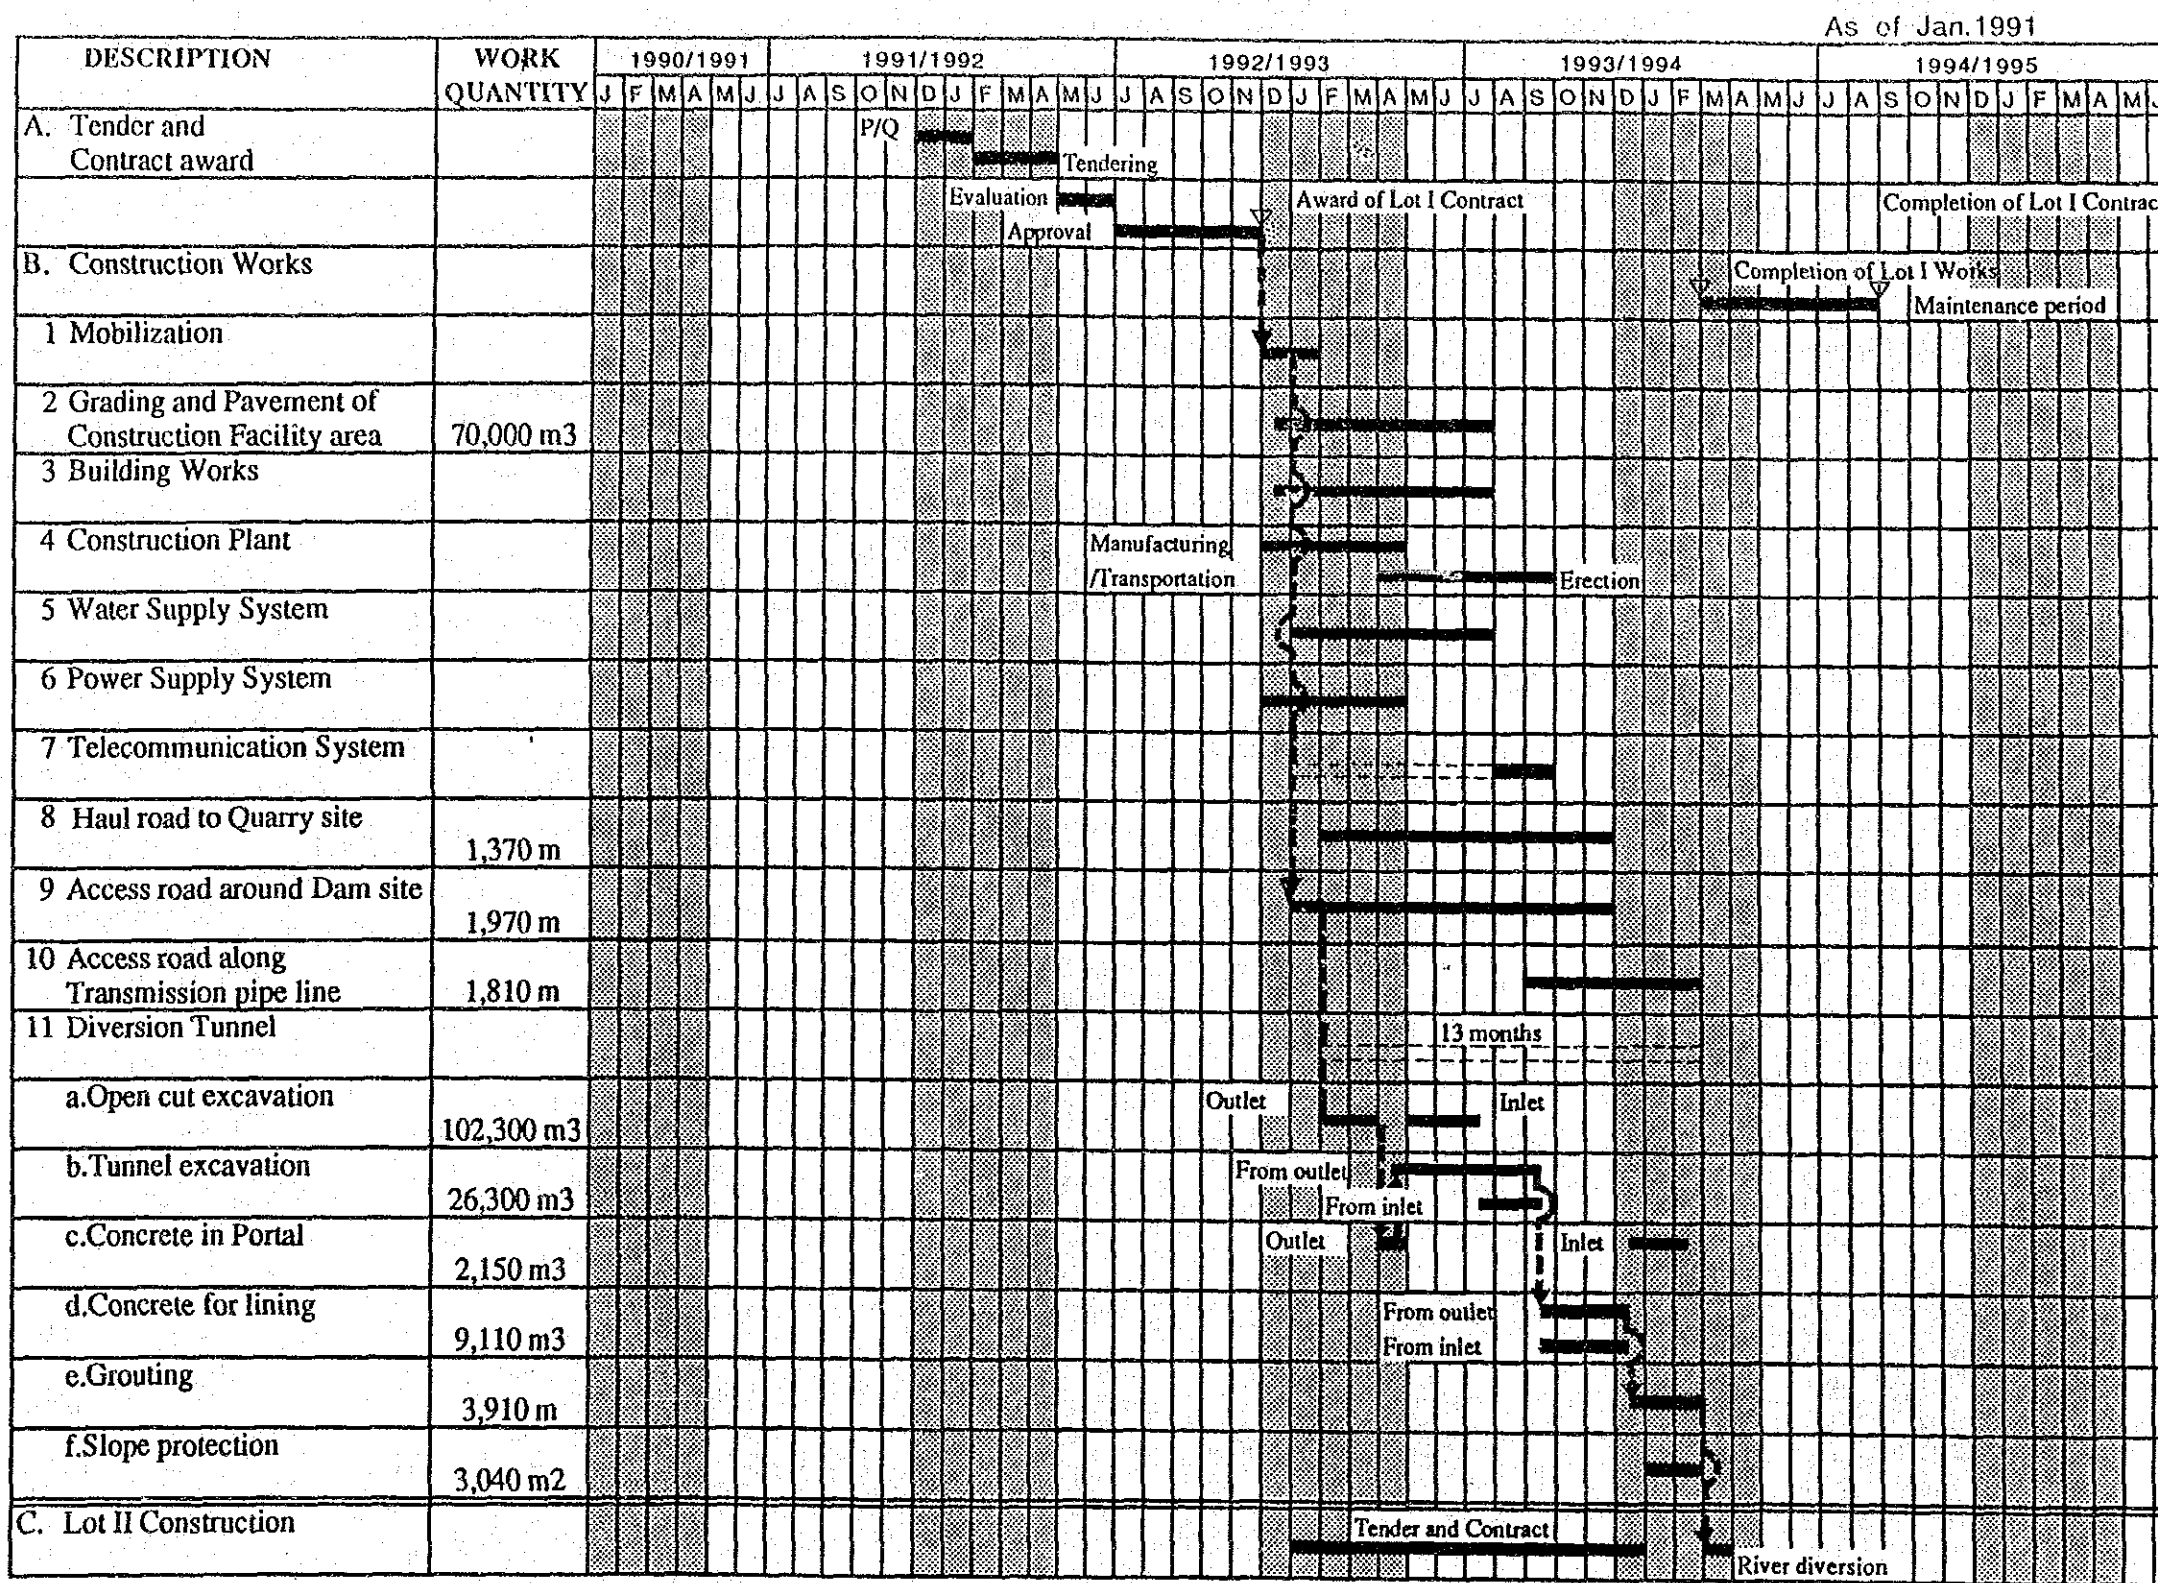 As of Jan.1991
DESCRIPTION
WORK
QUANTITY
1990/1991
1991/1992
1992/1993
1993/1994
1994/1995
J F M A M J J A S O N D J F M A M J J A S O N D J F M A M J J A S O N D J F M A M J J A S O N D J F M A M J
A. Tender and
Contract award
P/Q
Tendering
Evaluation
Award of Lot I Contract
Completion of Lot I Contrac
Approval
B. Construction Works
Completion of Lot I Works
Maintenance period
1 Mobilization
2 Grading and Pavement of
Construction Facility area
70,000 m3
3 Building Works
4 Construction Plant
Manufacturing
/Transportation
Erection
5 Water Supply System
6 Power Supply System
7 Telecommunication System
8 Haul road to Quarry site
1,370 m
9 Access road around Dam site
1,970 m
10 Access road along
Transmission pipe line
1,810 m
11 Diversion Tunnel
13 months
a.Open cut excavation
102,300 m3
Outlet
Inlet
b.Tunnel excavation
26,300 m3
From outlet
From inlet
c.Concrete in Portal
2,150 m3
Outlet
Inlet
d.Concrete for lining
9,110 m3
From outlet
From inlet
e.Grouting
3,910 m
f.Slope protection
3,040 m2
C. Lot II Construction
Tender and Contract
River diversion